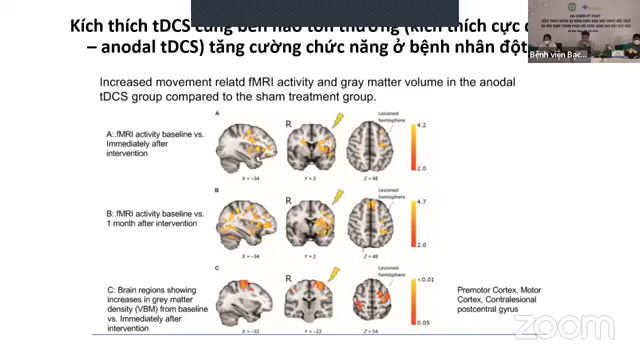 Kích thích tDCS cùng bên não tổn thương (kích thích cực d
– anodal tDCS) tăng cường chức năng ở bệnh nhân đột
Bệnh viện Bạc...
Increased movement relatd fMRI activity and gray matter volume in the anodal
tDCS group compared to the sham treatment group.
A:.fMRI activity baseline vs.
Immediately after
intervention
A
R
Lesioned
hemisphere
4.2
2.0
X = -34
Y = 2
Z = 48
B:.fMRI activity baseline vs.
1 month after intervention
B
R
Lesioned
hemisphere
4.7
2.0
X = -34
Y = 2
Z = 48
C: Brain regions showing
increases in grey matter
density (VBM) from baseline
vs. Immediately after
intervention
C
R
Lesioned
hemisphere
<0.01
0.05
X = -32
Y = -22
Z = 54
Premotor Cortex, Motor
Cortex, Contralesional
postcentral gyrus
zoom